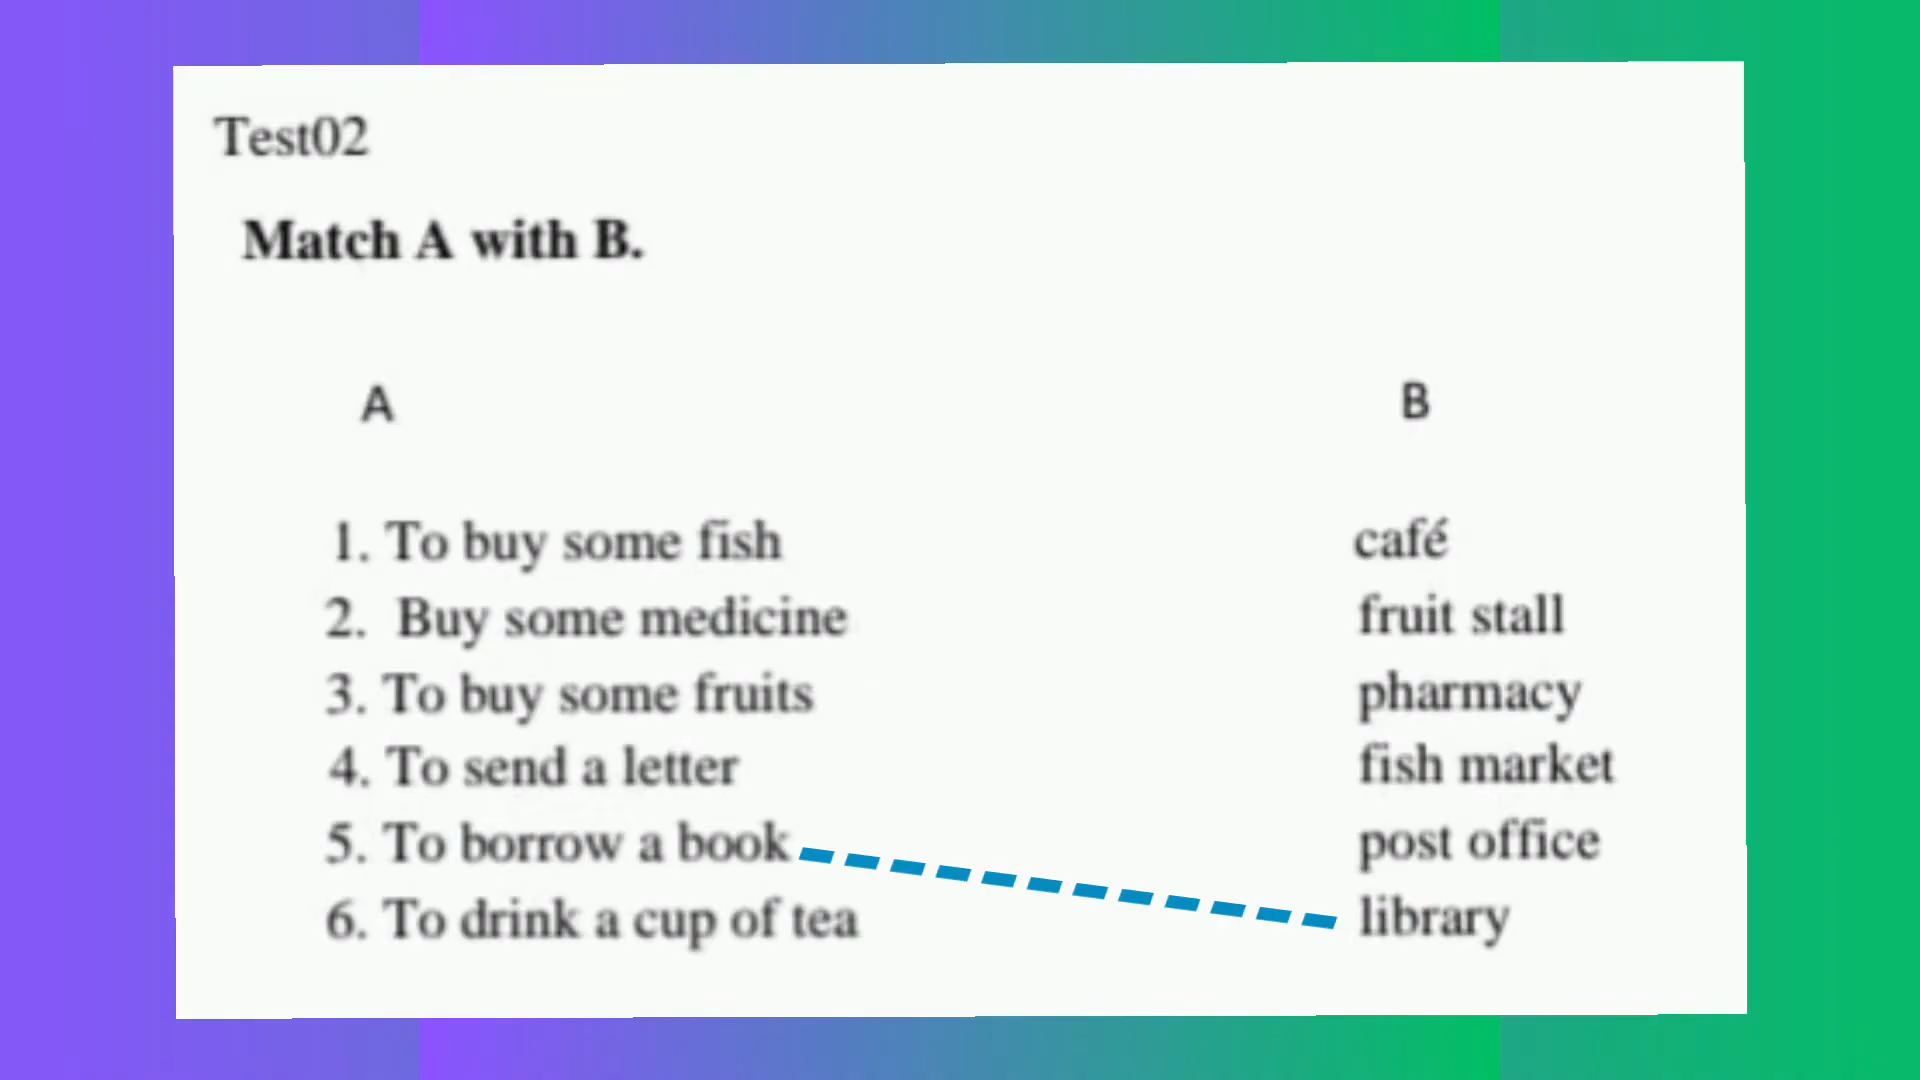 Test02
Match A with B.
A B
1. To buy some fish café
2. Buy some medicine fruit stall
3. To buy some fruits pharmacy
4. To send a letter fish market
5. To borrow a book post office
6. To drink a cup of tea library